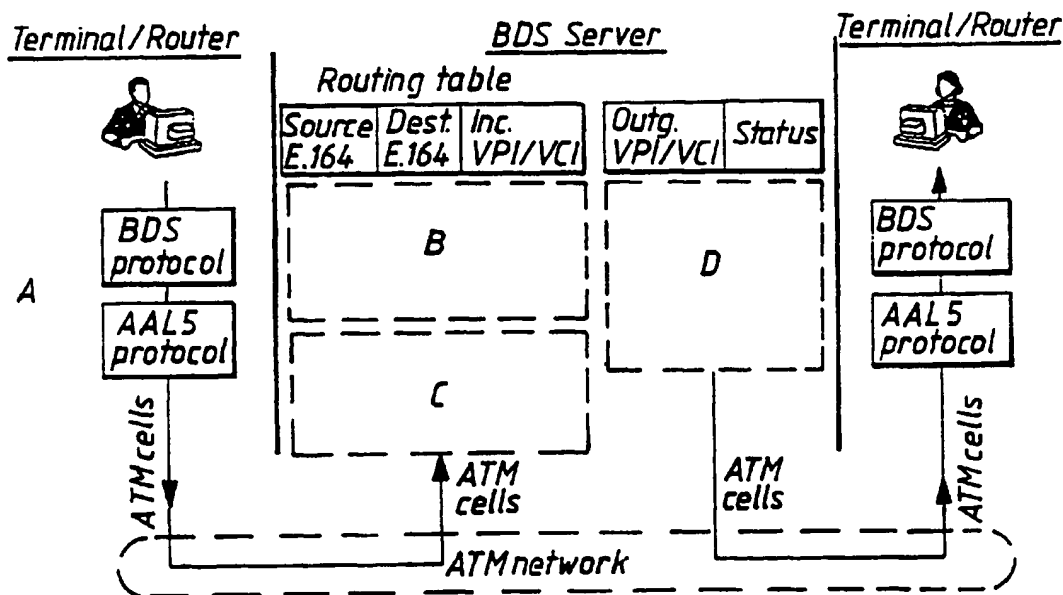 Terminal/Router
BDS Server
Terminal/Router
Routing table
Source
E.164
Dest.
E.164
Inc.
VPI/VCI
Outg.
VPI/VCI
Status
BDS
protocol
AAL5
protocol
A
B
C
D
BDS
protocol
AAL5
protocol
ATM cells
ATM
cells
ATM
cells
ATM cells
ATM network